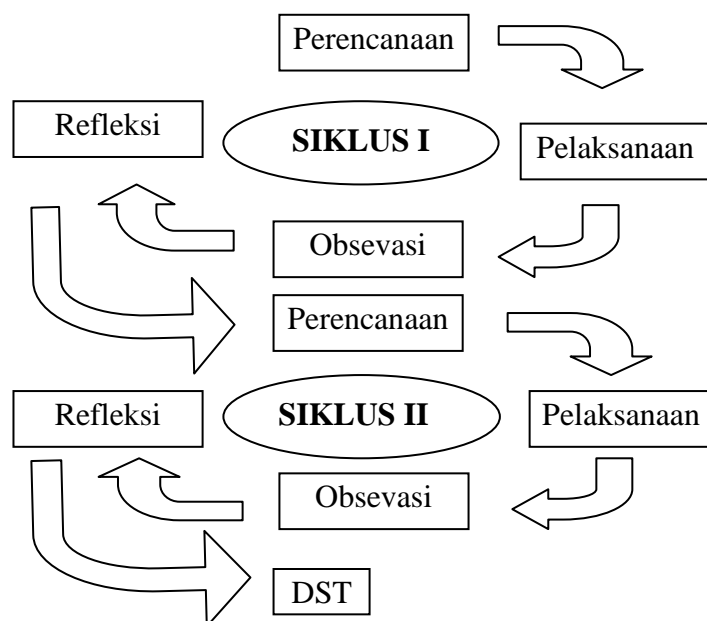 Perencanaan
Refleksi
SIKLUS I
Pelaksanaan
Obsevasi
Perencanaan
Refleksi
SIKLUS II
Pelaksanaan
Obsevasi
DST